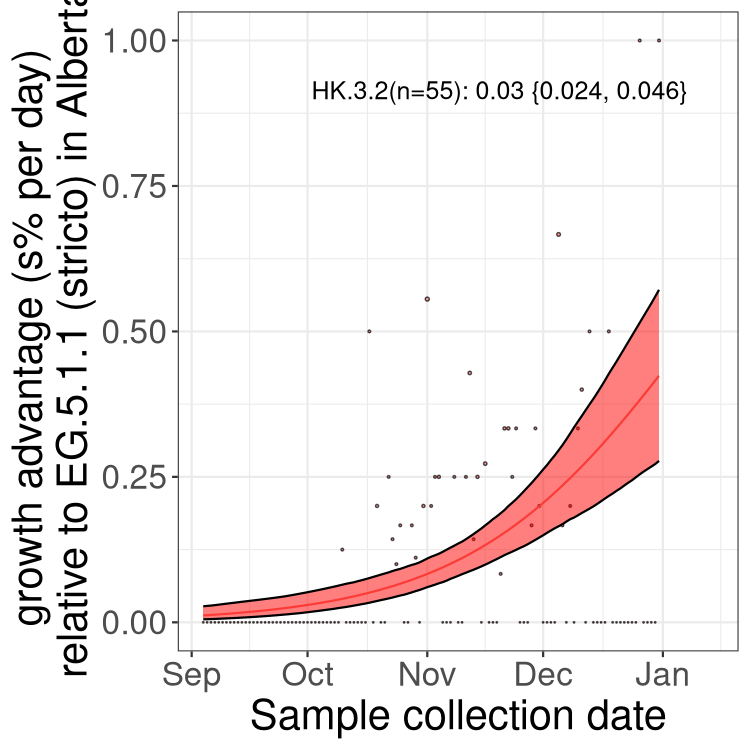 growth advantage (s% per day)
relative to EG.5.1.1 (stricto) in Alberta
1.00
0.75
0.50
0.25
0.00
HK.3.2(n=55): 0.03 {0.024, 0.046}
Sep Oct Nov Dec Jan
Sample collection date